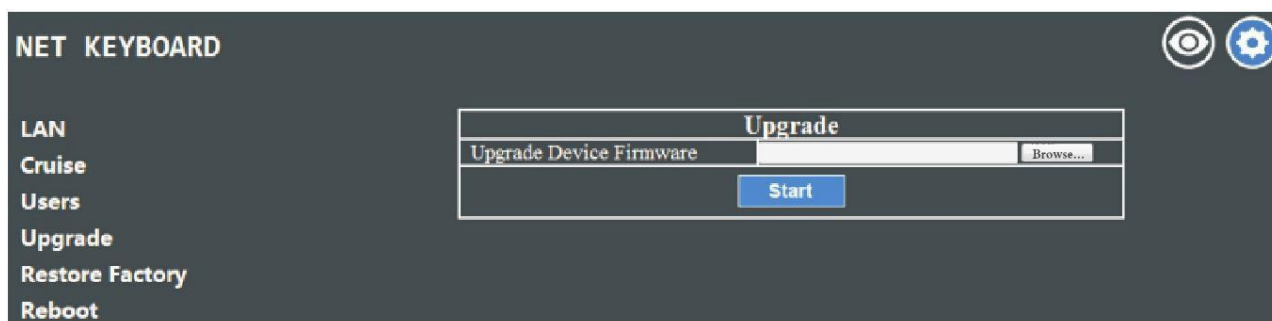 NET KEYBOARD
LAN
Cruise
Users
Upgrade
Restore Factory
Reboot
Upgrade
Upgrade Device Firmware Browse...
Start